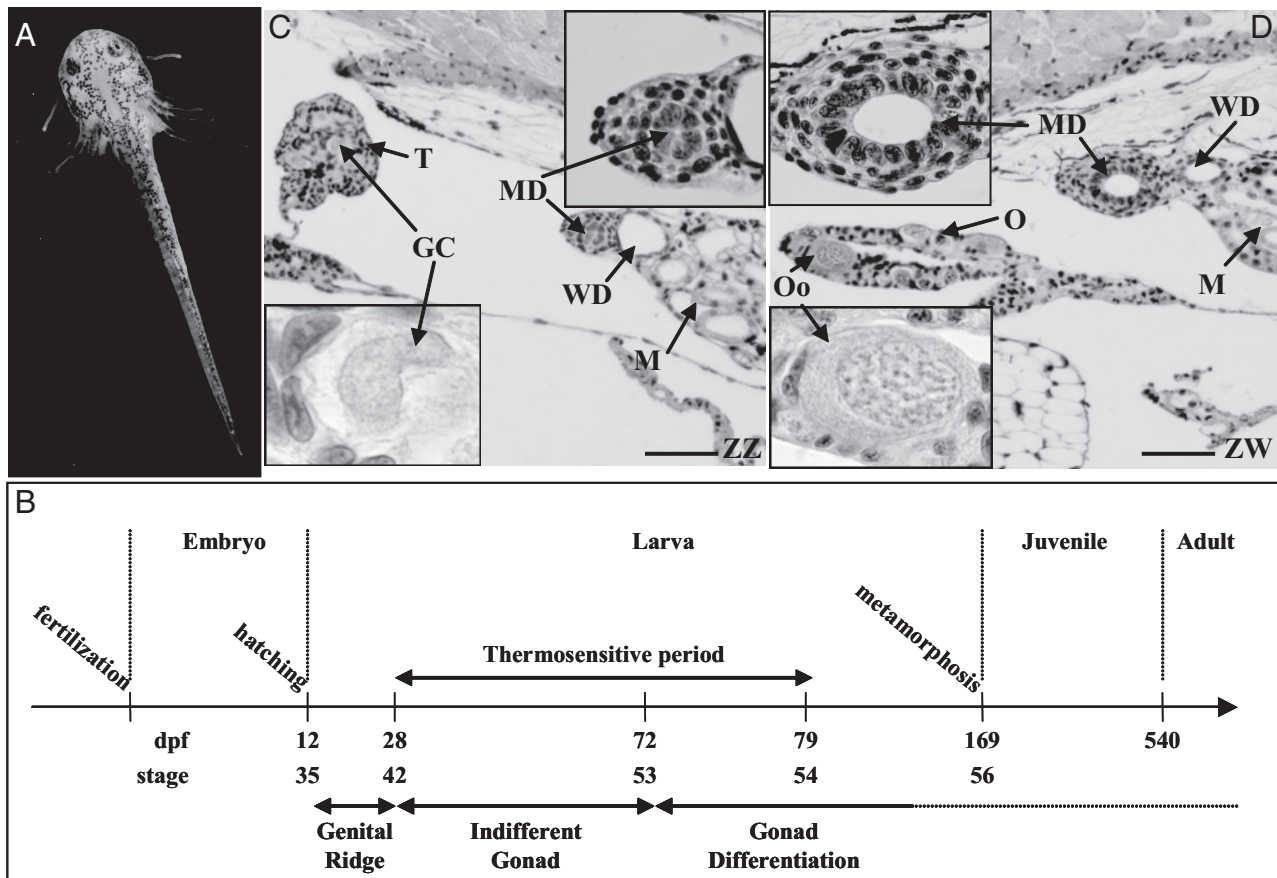 A
C
D
T
GC
MD
WD
M
ZZ
MD
WD
O
Oo
M
ZW
B
Embryo
Larva
Juvenile
Adult
fertilization
hatching
Thermosensitive period
metamorphosis
dpf 12 28 72 79 169 540
stage 35 42 53 54 56
Genital
Ridge
Indifferent
Gonad
Gonad
Differentiation